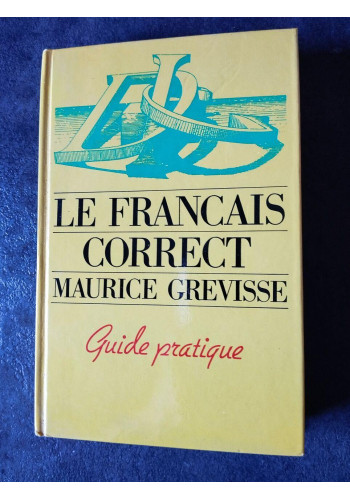 LE FRANCAIS
CORRECT
MAURICE GREVISSE
Guide pratique